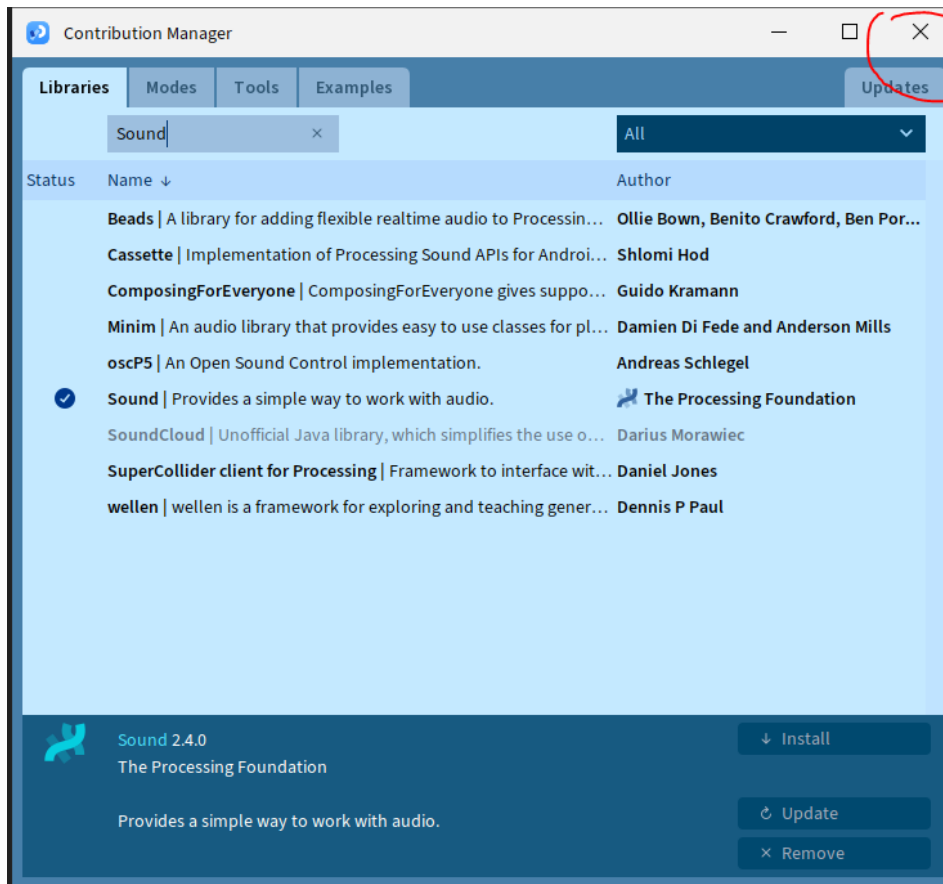 Contribution Manager
Libraries Modes Tools Examples Updates
Sound All
Status Name Author
Beads | A library for adding flexible realtime audio to Processin... Ollie Bown, Benito Crawford, Ben Por...
Cassette | Implementation of Processing Sound APIs for Androi... Shlomi Hod
ComposingForEveryone | ComposingForEveryone gives suppo... Guido Kramann
Minim | An audio library that provides easy to use classes for pl... Damien Di Fede and Anderson Mills
oscP5 | An Open Sound Control implementation. Andreas Schlegel
Sound | Provides a simple way to work with audio. The Processing Foundation
SoundCloud | Unofficial Java library, which simplifies the use o... Darius Morawiec
SuperCollider client for Processing | Framework to interface wit... Daniel Jones
wellen | wellen is a framework for exploring and teaching gener... Dennis P Paul
Sound 2.4.0 Install
The Processing Foundation
Provides a simple way to work with audio. Update
Remove